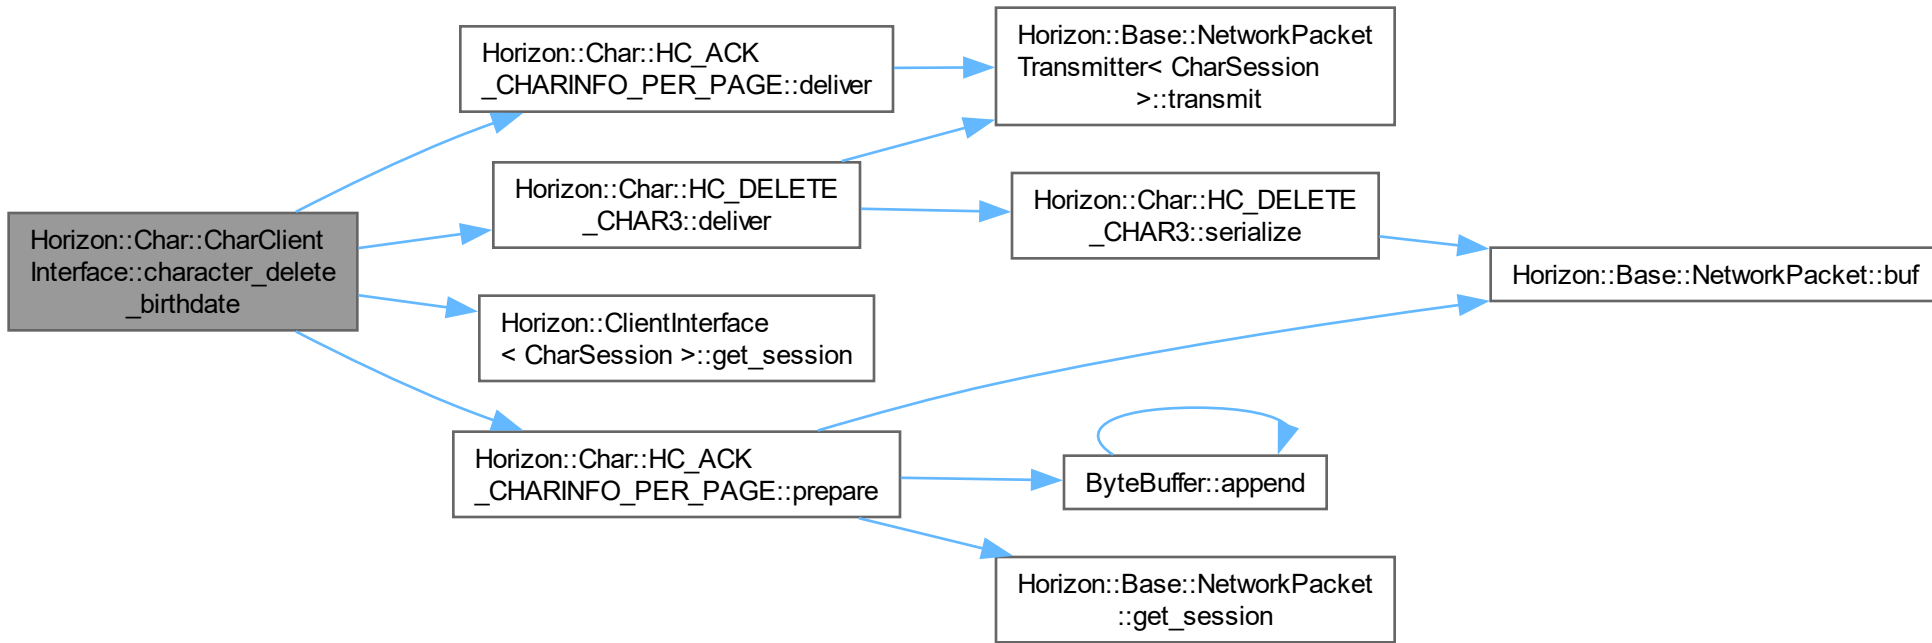 Horizon::Char::CharClient
Interface::character_delete
_birthdate
Horizon::Char::HC_ACK
_CHARINFO_PER_PAGE::deliver
Horizon::Char::HC_DELETE
_CHAR3::deliver
Horizon::ClientInterface
< CharSession >::get_session
Horizon::Char::HC_ACK
_CHARINFO_PER_PAGE::prepare
Horizon::Base::NetworkPacket
Transmitter< CharSession
>::transmit
Horizon::Char::HC_DELETE
_CHAR3::serialize
ByteBuffer::append
Horizon::Base::NetworkPacket
::get_session
Horizon::Base::NetworkPacket::buf